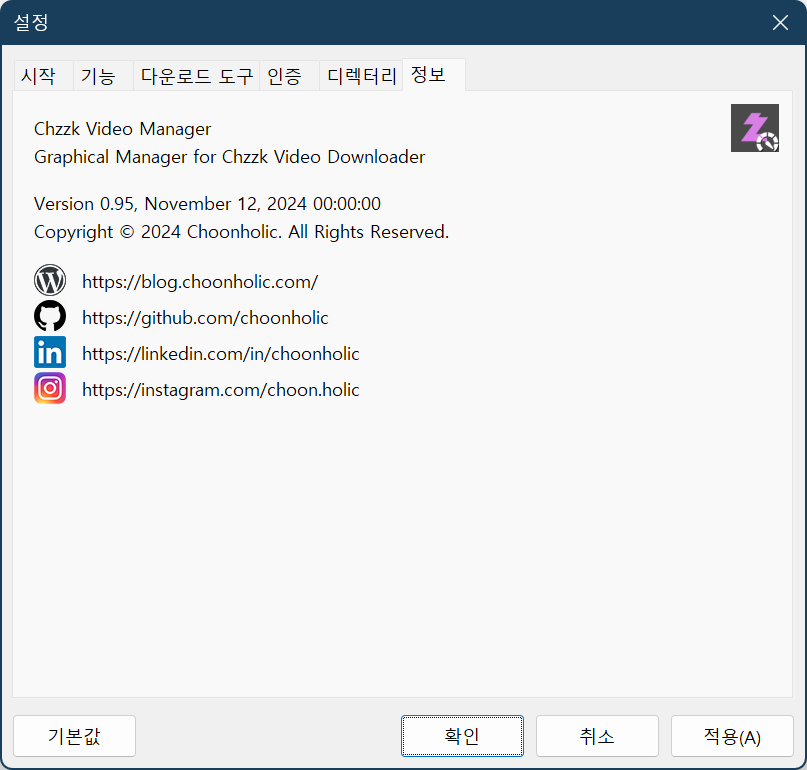 설정
시작 기능 다운로드 도구 인증 디렉터리 정보
Chzzk Video Manager
Graphical Manager for Chzzk Video Downloader
Version 0.95, November 12, 2024 00:00:00
Copyright © 2024 Choonholic. All Rights Reserved.
https://blog.choonholic.com/
https://github.com/choonholic
https://linkedin.com/in/choonholic
https://instagram.com/choon.holic
기본값 확인 취소 적용(A)